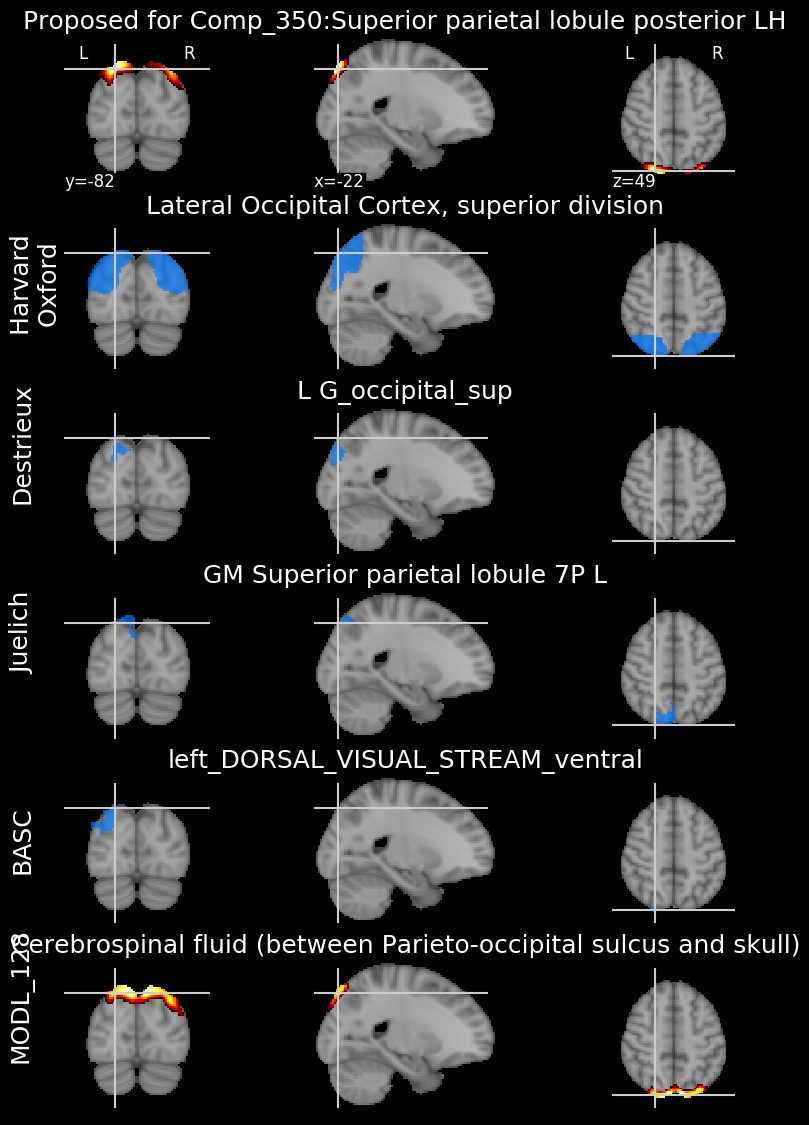 Proposed for Comp_350:Superior parietal lobule posterior LH
L R L R
y=-82 x=-22 z=49
Lateral Occipital Cortex, superior division
Harvard
Oxford
L G_occipital_sup
Destrieux
GM Superior parietal lobule 7P L
Juelich
left_DORSAL_VISUAL_STREAM_ventral
BASC
erebrospinal fluid (between Parieto-occipital sulcus and skull)
MODL_128